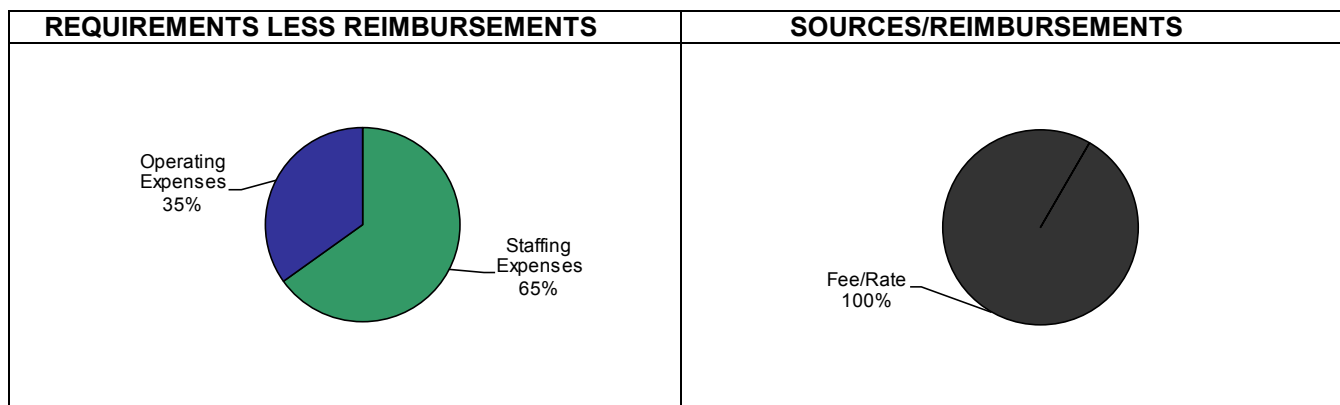 REQUIREMENTS LESS REIMBURSEMENTS
SOURCES/REIMBURSEMENTS
Operating
Expenses
35%
Staffing
Expenses
65%
Fee/Rate
100%